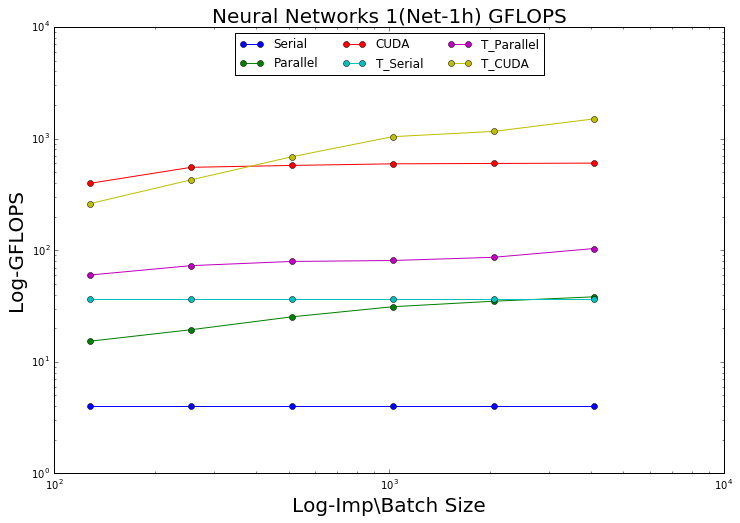 Neural Networks 1(Net-1h) GFLOPS
Serial CUDA T_Parallel
Parallel T_Serial T_CUDA
10^4
10^3
10^2
10^1
10^0
Log-GFLOPS
10^2 10^3 10^4
Log-Imp\Batch Size